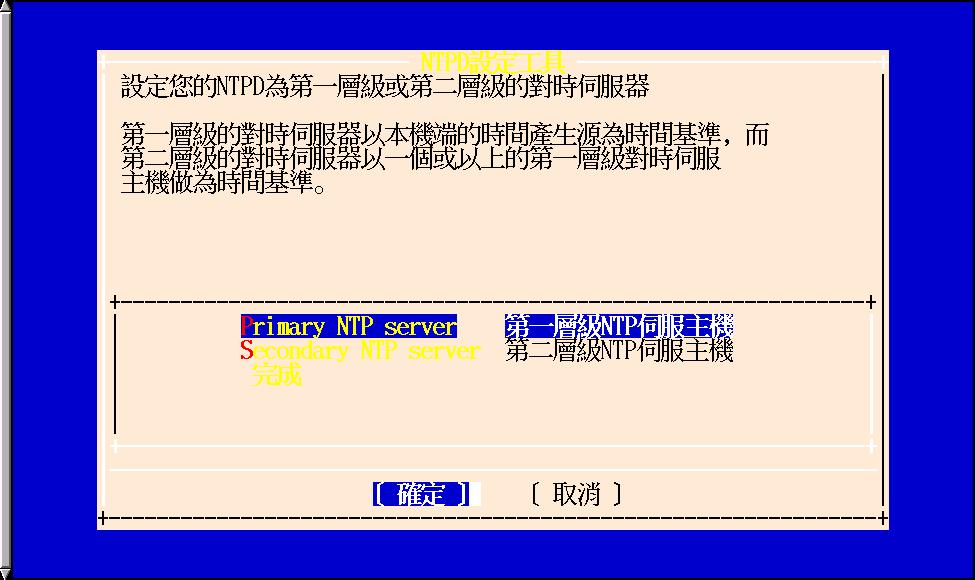 NTPD設定工具
設定您的NTPD為第一層級或第二層級的對時伺服器
第一層級的對時伺服器以本機端的時間產生源為時間基準，而
第二層級的對時伺服器以一個或以上的第一層級對時伺服
主機做為時間基準。
Primary NTP server 第一層級NTP伺服主機
Secondary NTP server 第二層級NTP伺服主機
完成
[ 確定 ] [ 取消 ]